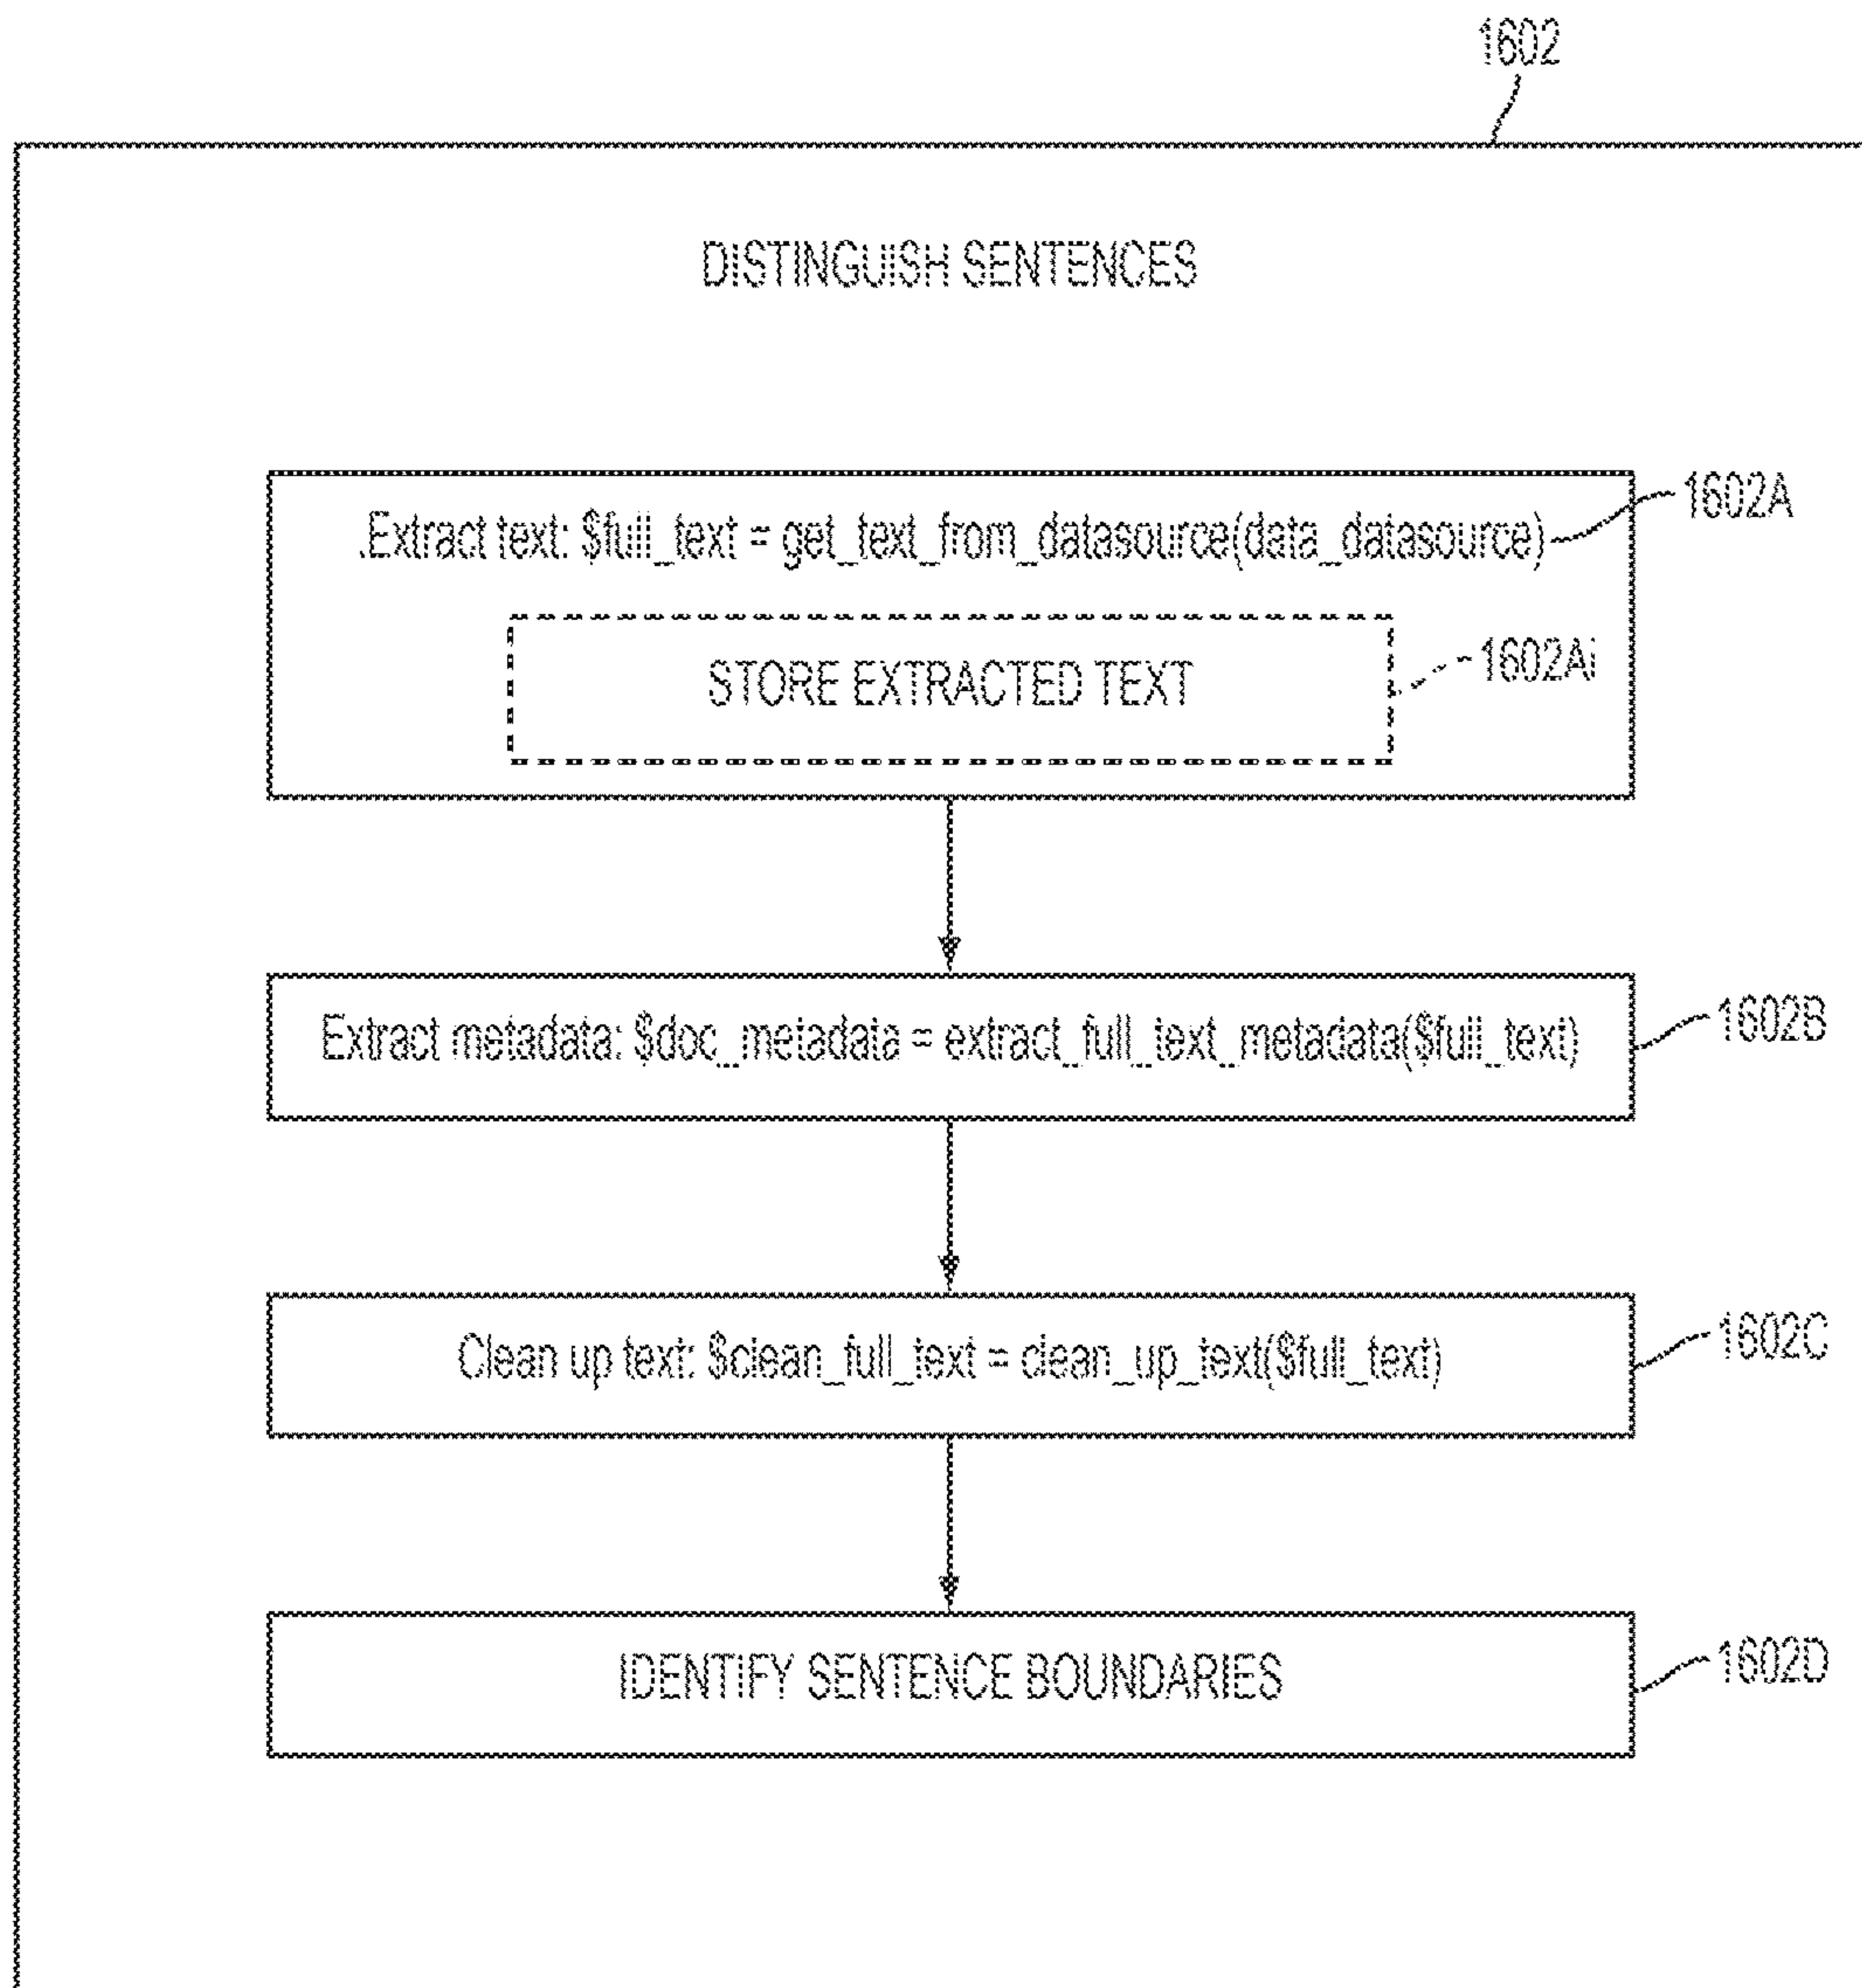 1602
DISTINGUISH SENTENCES
1602A
.Extract text: $full_text = get_text_from_datasource(data_datasource)
STORE EXTRACTED TEXT
1602Ai
Extract metadata: $doc_metadata = extract_full_text_metadata($full_text)
1602B
Clean up text: $clean_full_text = clean_up_text($full_text)
1602C
IDENTIFY SENTENCE BOUNDARIES
1602D